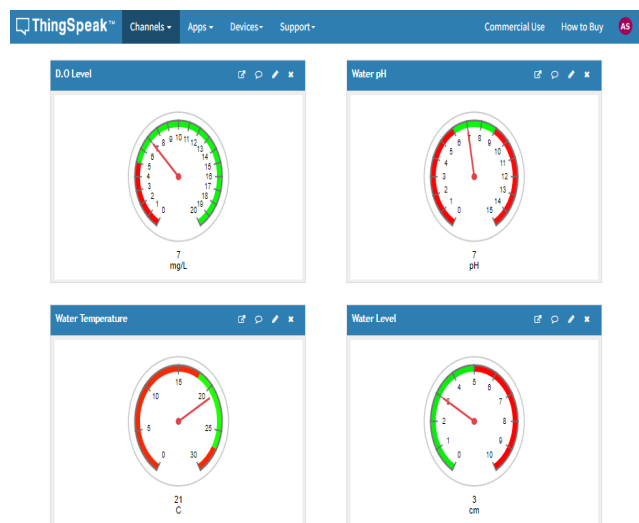 ThingSpeak™ Channels Apps Devices Support Commercial Use How to Buy AS
D.O Level
0 1 2 3 4 5 6 8 9 10 11 12 13 14 15 16 17 18 19 20
7
mg/L
Water pH
0 1 2 3 4 5 6 7 8 9 10 11 12 13 14 15
7
pH
Water Temperature
0 5 10 15 20 25 30
21
C
Water Level
0 1 2 3 4 5 6 7 8 9 10
3
cm